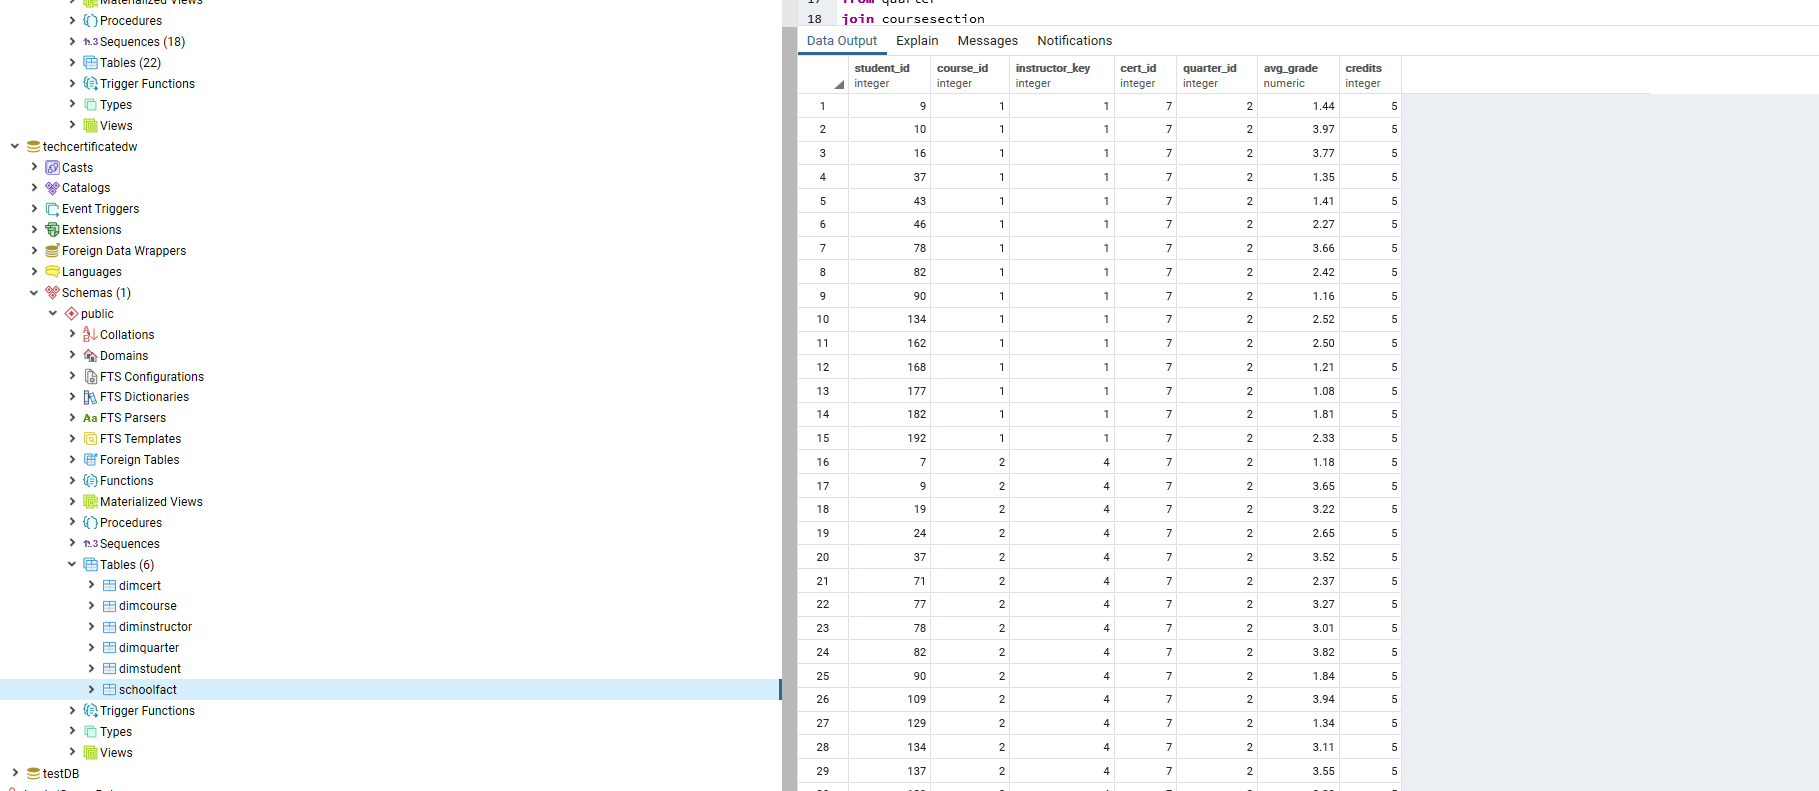 Materialized Views
Procedures
Sequences (18)
Tables (22)
Trigger Functions
Types
Views
techcertificatedw
Casts
Catalogs
Event Triggers
Extensions
Foreign Data Wrappers
Languages
Schemas (1)
public
Collations
Domains
FTS Configurations
FTS Dictionaries
FTS Parsers
FTS Templates
Foreign Tables
Functions
Materialized Views
Procedures
Sequences
Tables (6)
dimcert
dimcourse
diminstructor
dimquarter
dimstudent
schoolfact
Trigger Functions
Types
Views
testDB
17 from quarter
18 join coursesection
Data Output Explain Messages Notifications
student_id course_id instructor_key cert_id quarter_id avg_grade credits
integer integer integer integer integer numeric integer
1 9 1 1 7 2 1.44 5
2 10 1 1 7 2 3.97 5
3 16 1 1 7 2 3.77 5
4 37 1 1 7 2 1.35 5
5 43 1 1 7 2 1.41 5
6 46 1 1 7 2 2.27 5
7 78 1 1 7 2 3.66 5
8 82 1 1 7 2 2.42 5
9 90 1 1 7 2 1.16 5
10 134 1 1 7 2 2.52 5
11 162 1 1 7 2 2.50 5
12 168 1 1 7 2 1.21 5
13 177 1 1 7 2 1.08 5
14 182 1 1 7 2 1.81 5
15 192 1 1 7 2 2.33 5
16 7 2 4 7 2 1.18 5
17 9 2 4 7 2 3.65 5
18 19 2 4 7 2 3.22 5
19 24 2 4 7 2 2.65 5
20 37 2 4 7 2 3.52 5
21 71 2 4 7 2 2.37 5
22 77 2 4 7 2 3.27 5
23 78 2 4 7 2 3.01 5
24 82 2 4 7 2 3.82 5
25 90 2 4 7 2 1.84 5
26 109 2 4 7 2 3.94 5
27 129 2 4 7 2 1.34 5
28 134 2 4 7 2 3.11 5
29 137 2 4 7 2 3.55 5